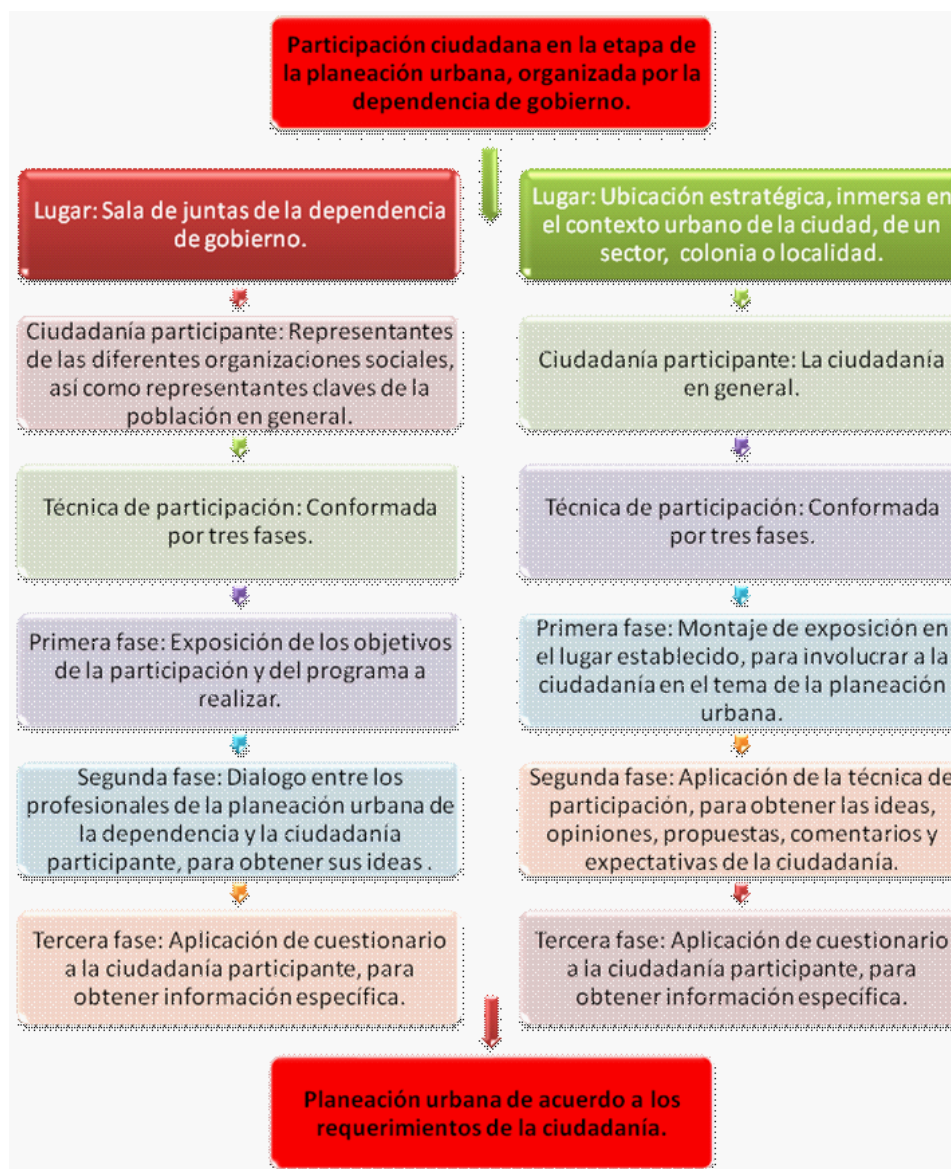 Participación ciudadana en la etapa de
la planeación urbana, organizada por la
dependencia de gobierno.
Lugar: Sala de juntas de la dependencia
de gobierno.
Ciudadanía participante: Representantes
de las diferentes organizaciones sociales,
así como representantes claves de la
población en general.
Técnica de participación: Conformada
por tres fases.
Primera fase: Exposición de los objetivos
de la participación y del programa a
realizar.
Segunda fase: Dialogo entre los
profesionales de la planeación urbana de
la dependencia y la ciudadanía
participante, para obtener sus ideas .
Tercera fase: Aplicación de cuestionario
a la ciudadanía participante, para
obtener información específica.
Lugar: Ubicación estratégica, inmersa en
el contexto urbano de la ciudad, de un
sector, colonia o localidad.
Ciudadanía participante: La ciudadanía
en general.
Técnica de participación: Conformada
por tres fases.
Primera fase: Montaje de exposición en
el lugar establecido, para involucrar a la
ciudadanía en el tema de la planeación
urbana.
Segunda fase: Aplicación de la técnica de
participación, para obtener las ideas,
opiniones, propuestas, comentarios y
expectativas de la ciudadanía.
Tercera fase: Aplicación de cuestionario
a la ciudadanía participante, para
obtener información específica.
Planeación urbana de acuerdo a los
requerimientos de la ciudadanía.